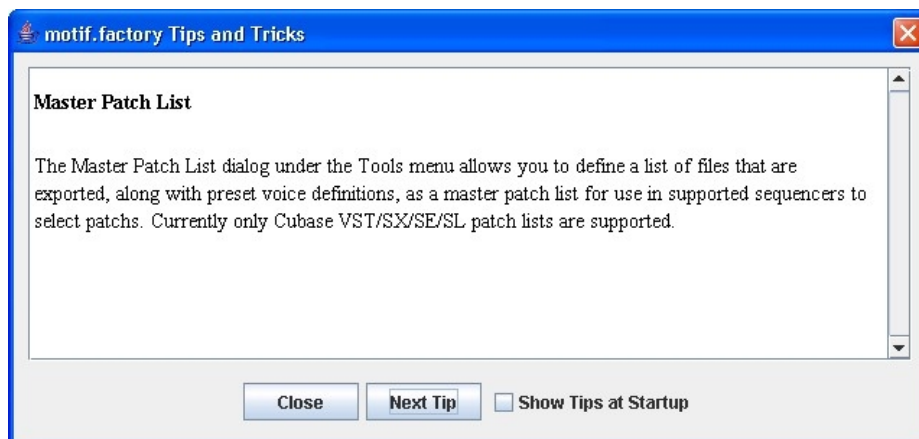 motif.factory Tips and Tricks
Master Patch List
The Master Patch List dialog under the Tools menu allows you to define a list of files that are
exported, along with preset voice definitions, as a master patch list for use in supported sequencers to
select patchs. Currently only Cubase VST/SX/SE/SL patch lists are supported.
Close
Next Tip
Show Tips at Startup